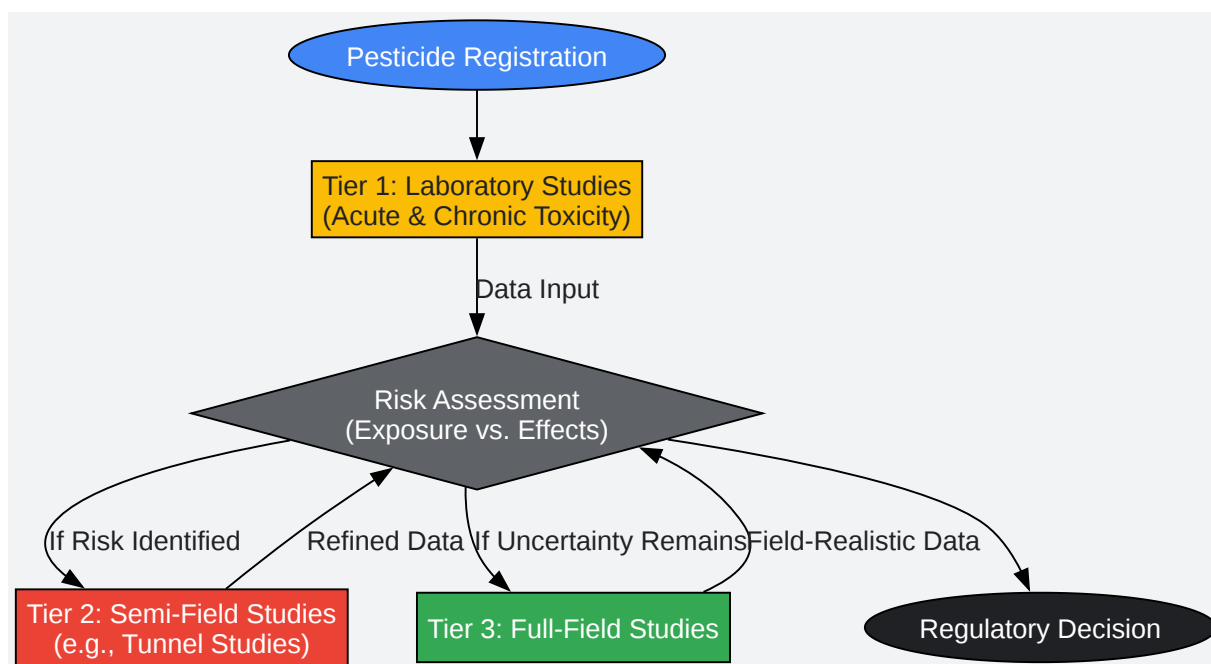 Pesticide Registration
Tier 1: Laboratory Studies
(Acute & Chronic Toxicity)
Data Input
Risk Assessment
(Exposure vs. Effects)
If Risk Identified
Refined Data
If Uncertainty Remains
Field-Realistic Data
Tier 2: Semi-Field Studies
(e.g., Tunnel Studies)
Tier 3: Full-Field Studies
Regulatory Decision